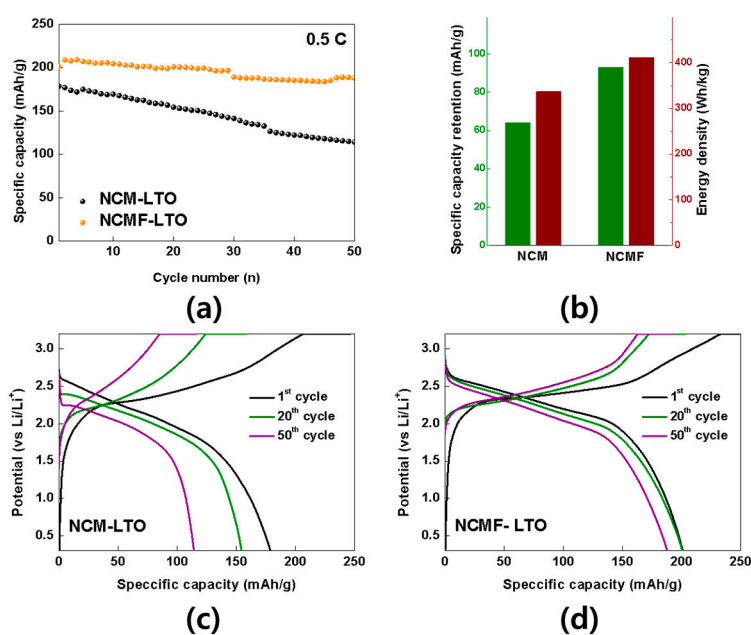 250
200
150
100
50
0
Specific capacity (mAh/g)
0.5 C
NCM-LTO
NCMF-LTO
10 20 30 40 50
Cycle number (n)
(a)
100
80
60
40
20
0
Specific capacity retention (mAh/g)
400
300
200
100
0
Energy density (Wh/kg)
NCM NCMF
(b)
3.0
2.5
2.0
1.5
1.0
0.5
Potential (vs Li/Li+)
1st cycle
20th cycle
50th cycle
NCM-LTO
0 50 100 150 200 250
Speccific capacity (mAh/g)
(c)
3.0
2.5
2.0
1.5
1.0
0.5
Potential (vs Li/Li+)
1st cycle
20th cycle
50th cycle
NCMF- LTO
0 50 100 150 200 250
Speccific capacity (mAh/g)
(d)